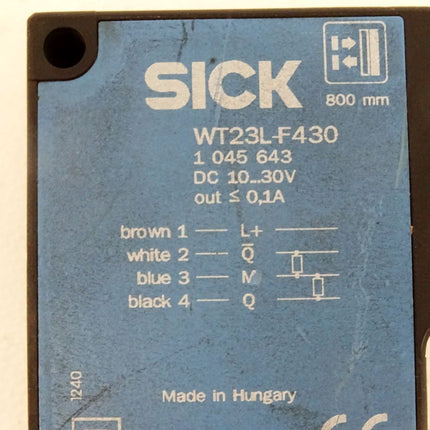 SICK
800 mm
WT23L-F430
1 045 643
DC 10...30V
out ≤ 0,1A
brown 1 L+
white 2 Q̅
blue 3 M
black 4 Q
1240
Made in Hungary
CE